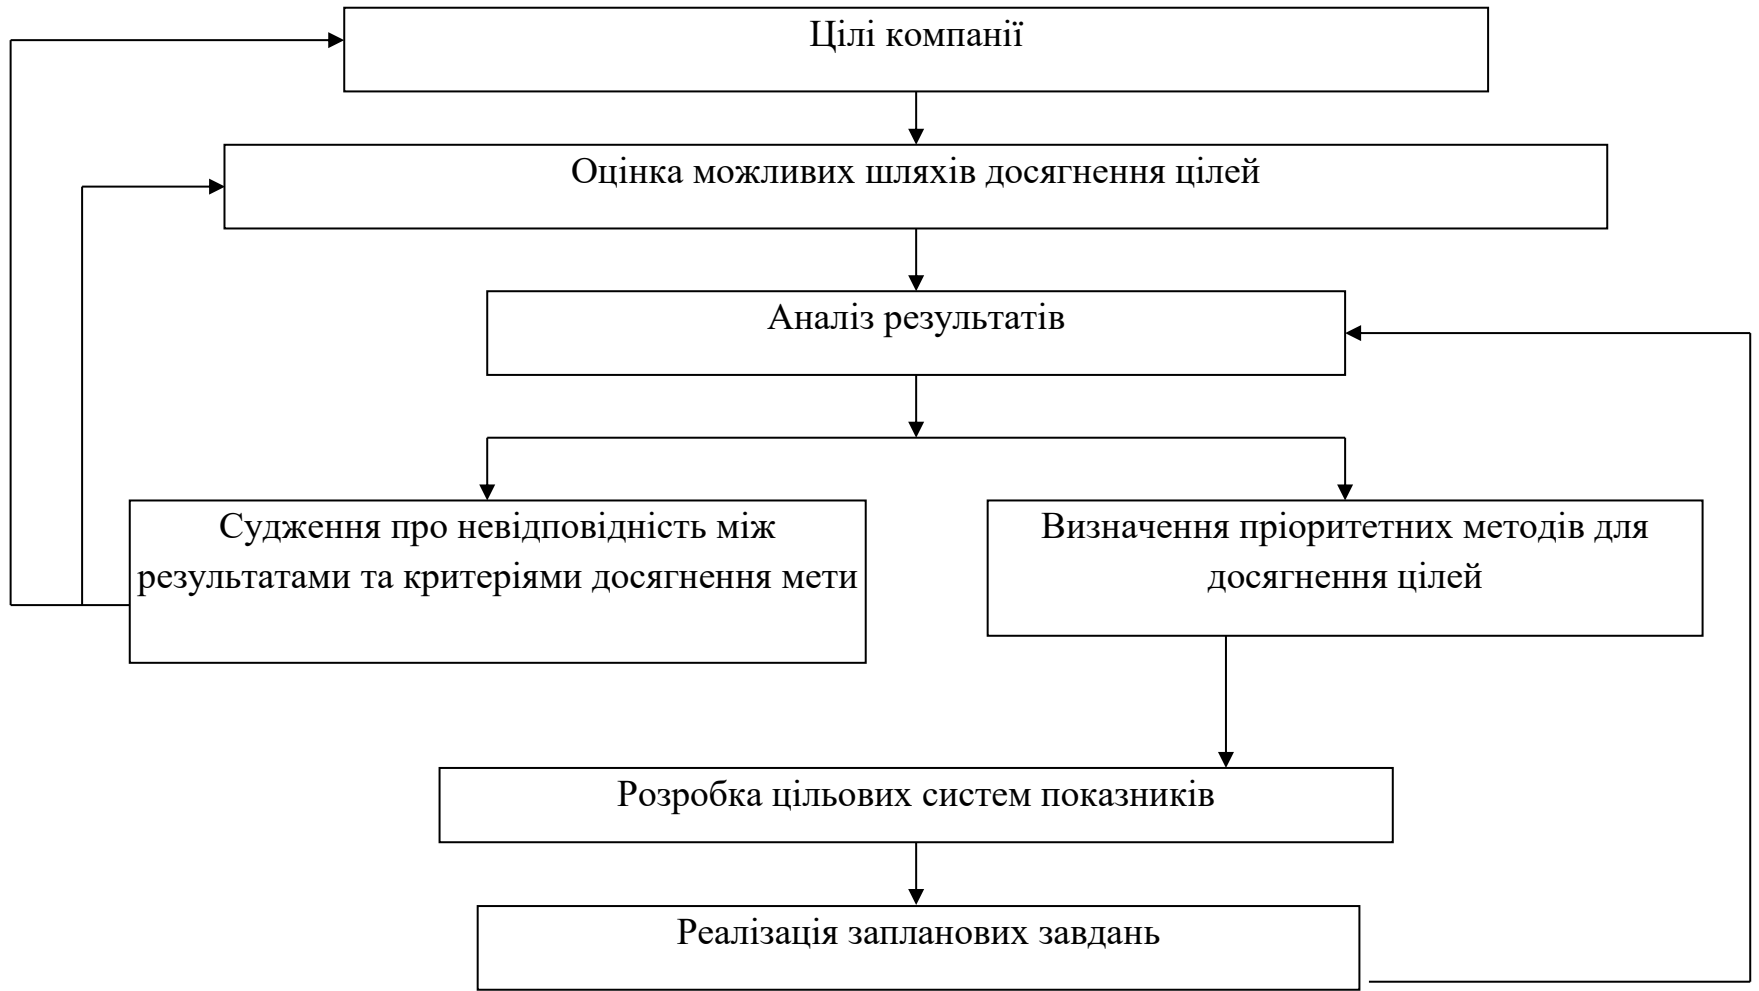 Цілі компанії
Оцінка можливих шляхів досягнення цілей
Аналіз результатів
Судження про невідповідність між
результатами та критеріями досягнення мети
Визначення пріоритетних методів для
досягнення цілей
Розробка цільових систем показників
Реалізація запланових завдань